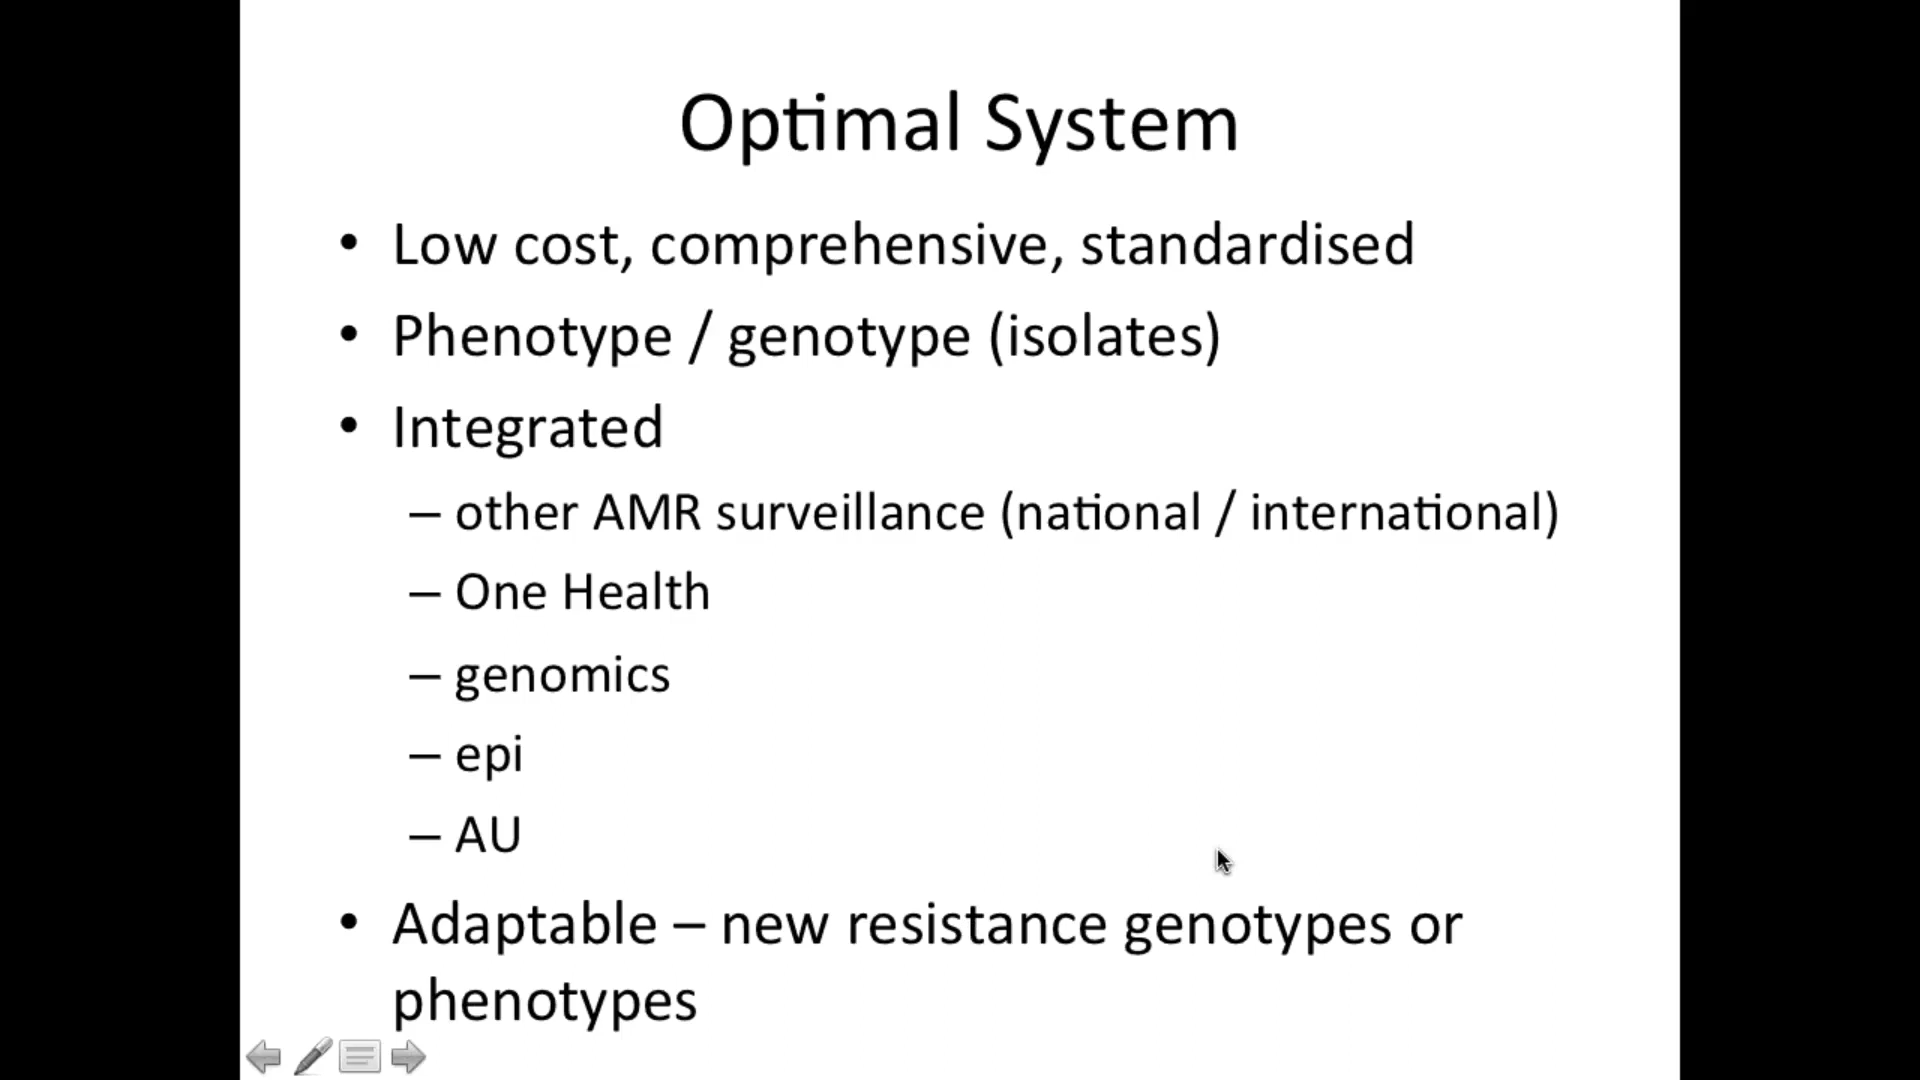 Optimal System
• Low cost, comprehensive, standardised
• Phenotype / genotype (isolates)
• Integrated
– other AMR surveillance (national / international)
– One Health
– genomics
– epi
– AU
• Adaptable – new resistance genotypes or
phenotypes